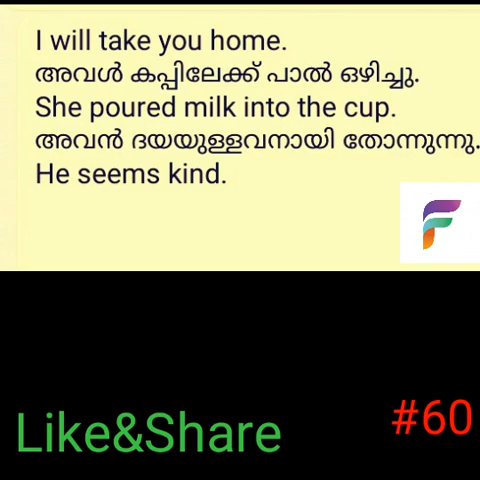 I will take you home.
അവൾ കപ്പിലേക്ക് പാൽ ഒഴിച്ചു.
She poured milk into the cup.
അവൻ ദയയുള്ളവനായി തോന്നുന്നു.
He seems kind.
F
Like&Share
#60